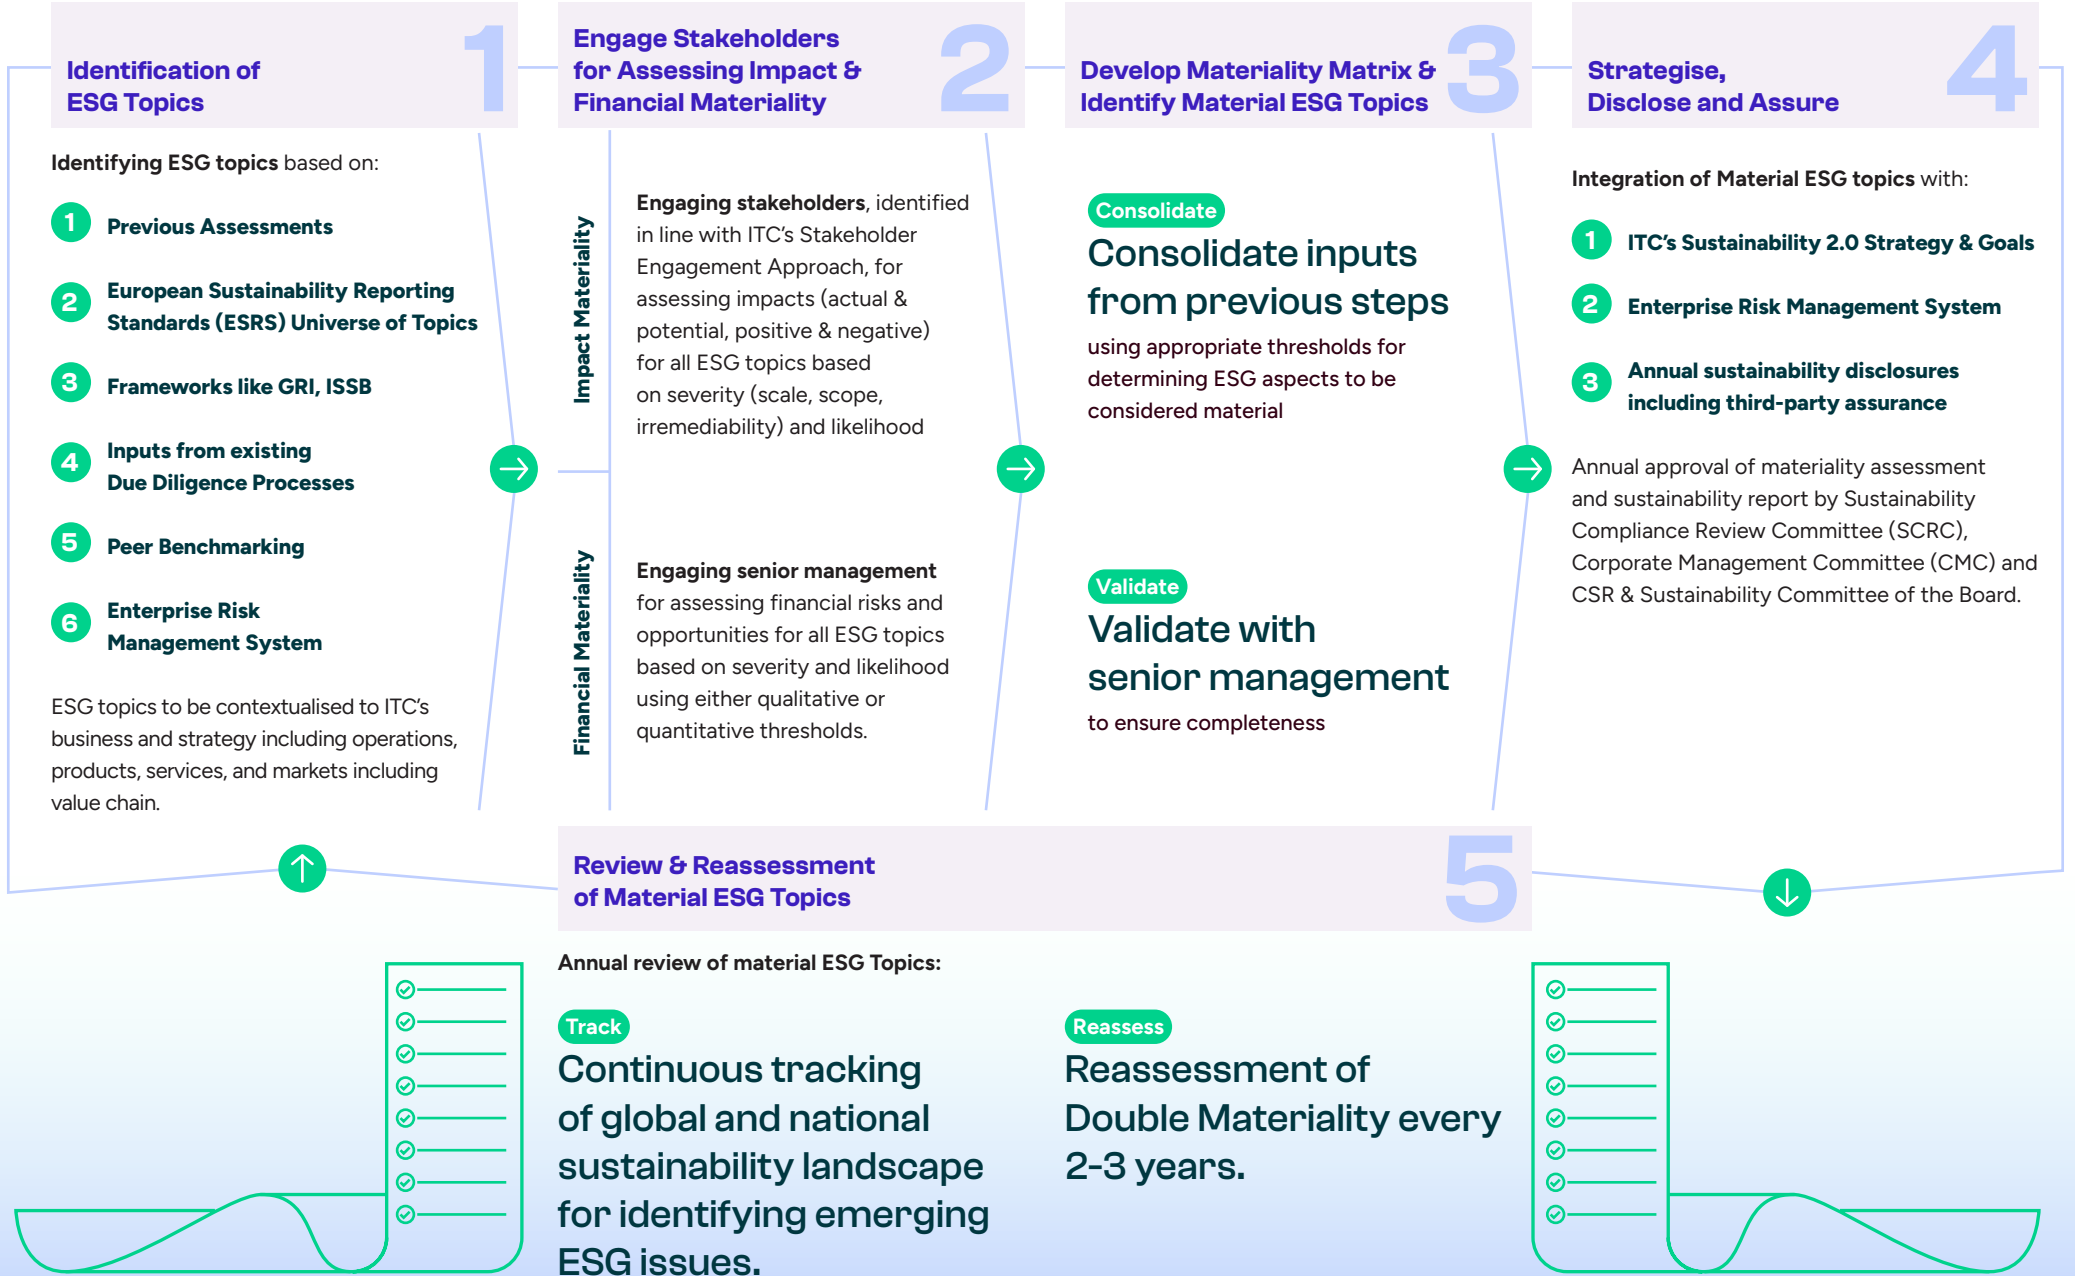 Identification of
ESG Topics
1
Identifying ESG topics based on:
1 Previous Assessments
2 European Sustainability Reporting
Standards (ESRS) Universe of Topics
3 Frameworks like GRI, ISSB
4 Inputs from existing
Due Diligence Processes
5 Peer Benchmarking
6 Enterprise Risk
Management System
ESG topics to be contextualised to ITC’s
business and strategy including operations,
products, services, and markets including
value chain.
Engage Stakeholders
for Assessing Impact &
Financial Materiality
2
Impact Materiality
Engaging stakeholders, identified
in line with ITC’s Stakeholder
Engagement Approach, for
assessing impacts (actual &
potential, positive & negative)
for all ESG topics based
on severity (scale, scope,
irremediability) and likelihood
Financial Materiality
Engaging senior management
for assessing financial risks and
opportunities for all ESG topics
based on severity and likelihood
using either qualitative or
quantitative thresholds.
Develop Materiality Matrix &
Identify Material ESG Topics
3
Consolidate
Consolidate inputs
from previous steps
using appropriate thresholds for
determining ESG aspects to be
considered material
Validate
Validate with
senior management
to ensure completeness
Strategise,
Disclose and Assure
4
Integration of Material ESG topics with:
1 ITC’s Sustainability 2.0 Strategy & Goals
2 Enterprise Risk Management System
3 Annual sustainability disclosures
including third-party assurance
Annual approval of materiality assessment
and sustainability report by Sustainability
Compliance Review Committee (SCRC),
Corporate Management Committee (CMC) and
CSR & Sustainability Committee of the Board.
Review & Reassessment
of Material ESG Topics
5
Annual review of material ESG Topics:
Track
Continuous tracking
of global and national
sustainability landscape
for identifying emerging
ESG issues.
Reassess
Reassessment of
Double Materiality every
2-3 years.